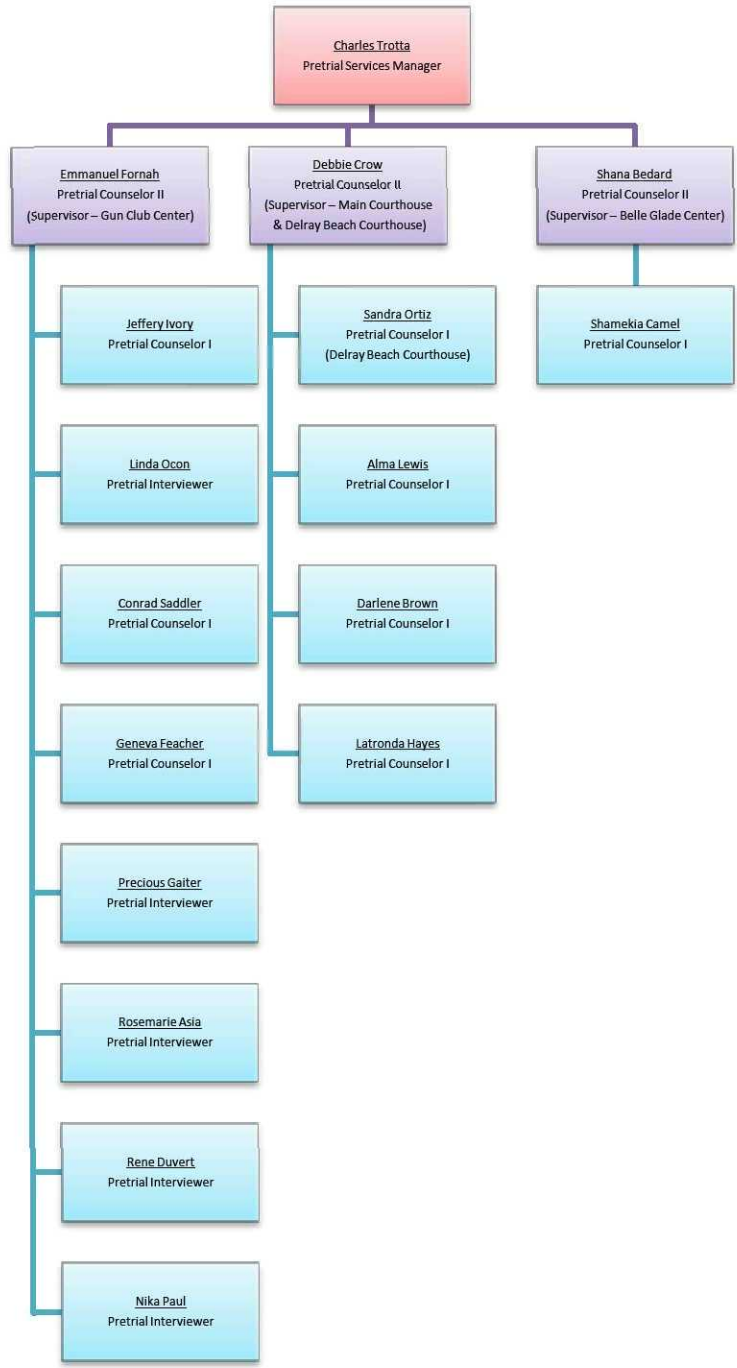 Charles Trotta
Pretrial Services Manager
Emmanuel Fornah
Pretrial Counselor II
(Supervisor – Gun Club Center)
Debbie Crow
Pretrial Counselor II
(Supervisor – Main Courthouse
& Delray Beach Courthouse)
Shana Bedard
Pretrial Counselor II
(Supervisor – Belle Glade Center)
Jeffery Ivory
Pretrial Counselor I
Sandra Ortiz
Pretrial Counselor I
(Delray Beach Courthouse)
Shamekia Camel
Pretrial Counselor I
Linda Ocon
Pretrial Interviewer
Alma Lewis
Pretrial Counselor I
Conrad Saddler
Pretrial Counselor I
Darlene Brown
Pretrial Counselor I
Geneva Feacher
Pretrial Counselor I
Latronda Hayes
Pretrial Counselor I
Precious Gaiter
Pretrial Interviewer
Rosemarie Asia
Pretrial Interviewer
Rene Duvert
Pretrial Interviewer
Nika Paul
Pretrial Interviewer